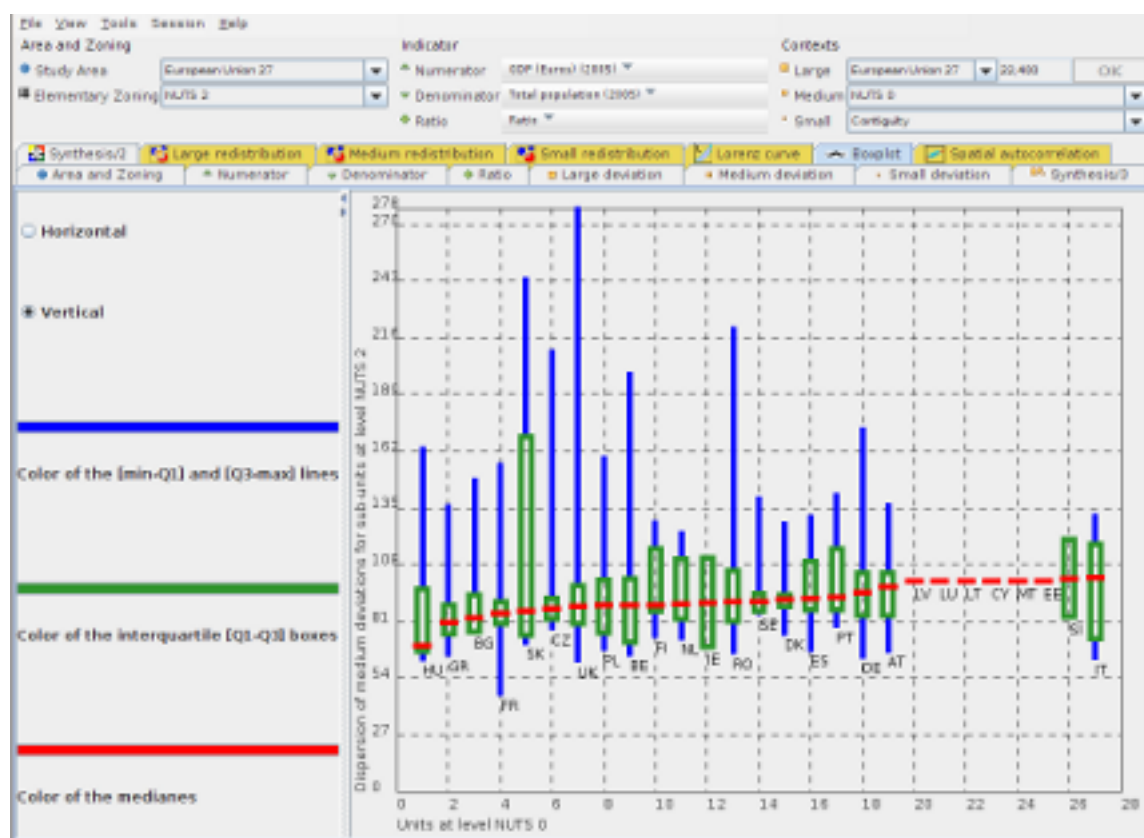 File View Tools Session Help
Area and Zoning Indicator Contexts
Study Area European Union 27 Numerator GDP (Euros) (2005) Large European Union 27 22,400 OK
Elementary Zoning NUTS 2 Denominator Total population (2005) Medium NUTS 0
Ratio Ratio Small Contiguity
Synthesis/2 Large redistribution Medium redistribution Small redistribution Lorenz curve Boxplot Spatial autocorrelation
Area and Zoning Numerator Denominator Ratio Large deviation Medium deviation Small deviation Synthesis/3
Horizontal
Vertical
Color of the [min-Q1] and [Q3-max] lines
Color of the interquartile [Q1-Q3] boxes
Color of the medianes
Dispersion of medium deviations for sub units at level NUTS 2
278
270
243
216
189
162
135
108
81
54
27
0
HU GR BG FR SK CZ UK PL BE FI NL IE RO SE DK ES PT DE AT LV LU LT CY MT EE SI IT
0 2 4 6 8 10 12 14 16 18 20 22 24 26 28
Units at level NUTS 0